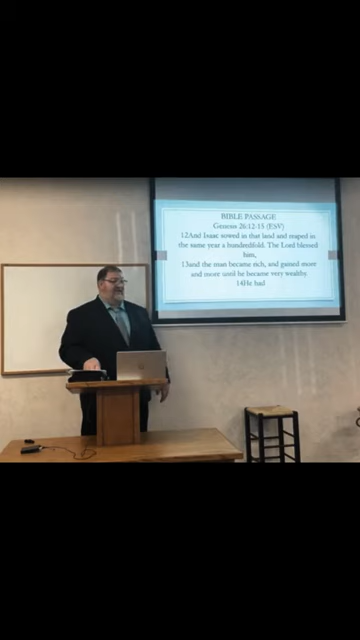 BIBLE PASSAGE
Genesis 26:12-15 (ESV)
12And Isaac sowed in that land and reaped in
the same year a hundredfold. The Lord blessed
him,
13and the man became rich, and gained more
and more until he became very wealthy.
14He had